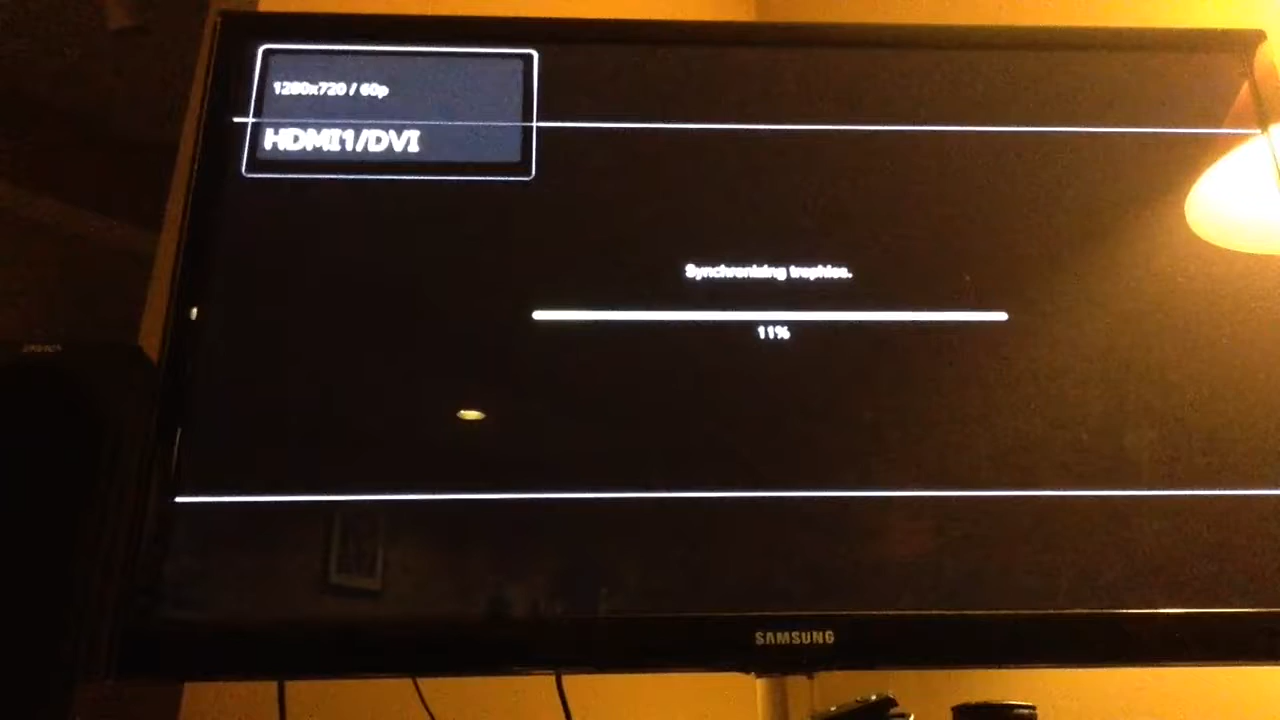 1280x720 / 60p
HDMI1/DVI
Synchronizing trophies.
11%
SAMSUNG